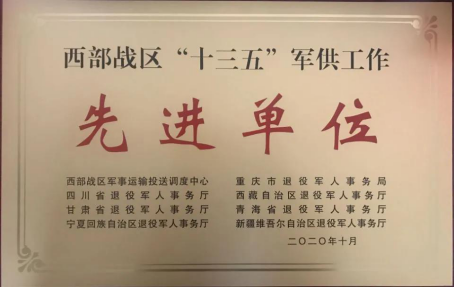 西部战区“十三五”军供工作
先进单位
西部战区军事运输投送调度中心 重庆市退役军人事务局
四川省退役军人事务厅 西藏自治区退役军人事务厅
甘肃省退役军人事务厅 青海省退役军人事务厅
宁夏回族自治区退役军人事务厅 新疆维吾尔自治区退役军人事务厅
二〇二〇年十月